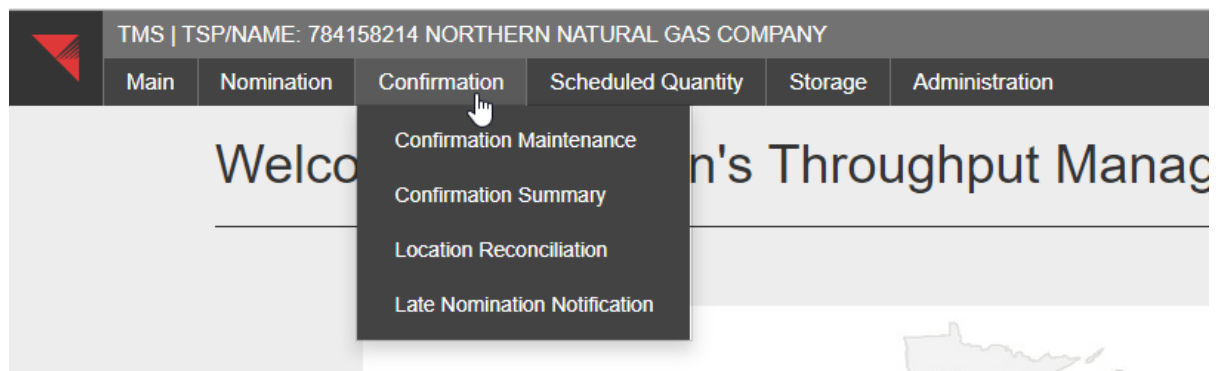 TMS | TSP/NAME: 784158214 NORTHERN NATURAL GAS COMPANY
Main Nomination Confirmation Scheduled Quantity Storage Administration
Confirmation Maintenance
Welco n's Throughput Manag
Confirmation Summary
Location Reconciliation
Late Nomination Notification